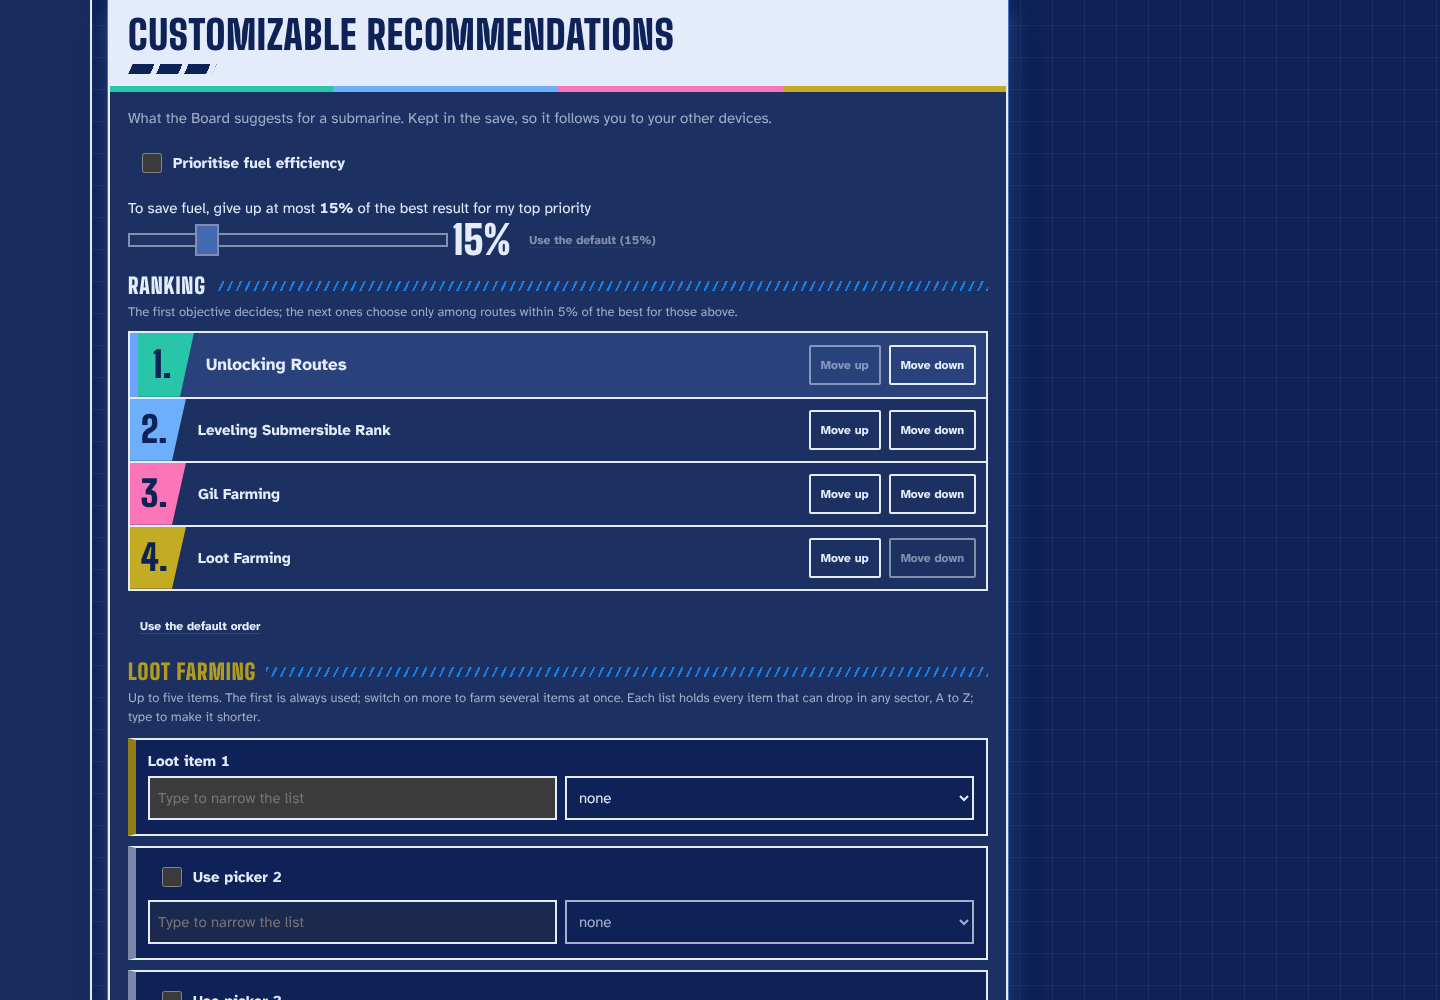 CUSTOMIZABLE RECOMMENDATIONS
What the Board suggests for a submarine. Kept in the save, so it follows you to your other devices.
Prioritise fuel efficiency
To save fuel, give up at most 15% of the best result for my top priority
15% Use the default (15%)
RANKING
The first objective decides; the next ones choose only among routes within 5% of the best for those above.
1. Unlocking Routes Move up Move down
2. Leveling Submersible Rank Move up Move down
3. Gil Farming Move up Move down
4. Loot Farming Move up Move down
Use the default order
LOOT FARMING
Up to five items. The first is always used; switch on more to farm several items at once. Each list holds every item that can drop in any sector, A to Z;
type to make it shorter.
Loot item 1
Type to narrow the list none
Use picker 2
Type to narrow the list none
Use picker 3